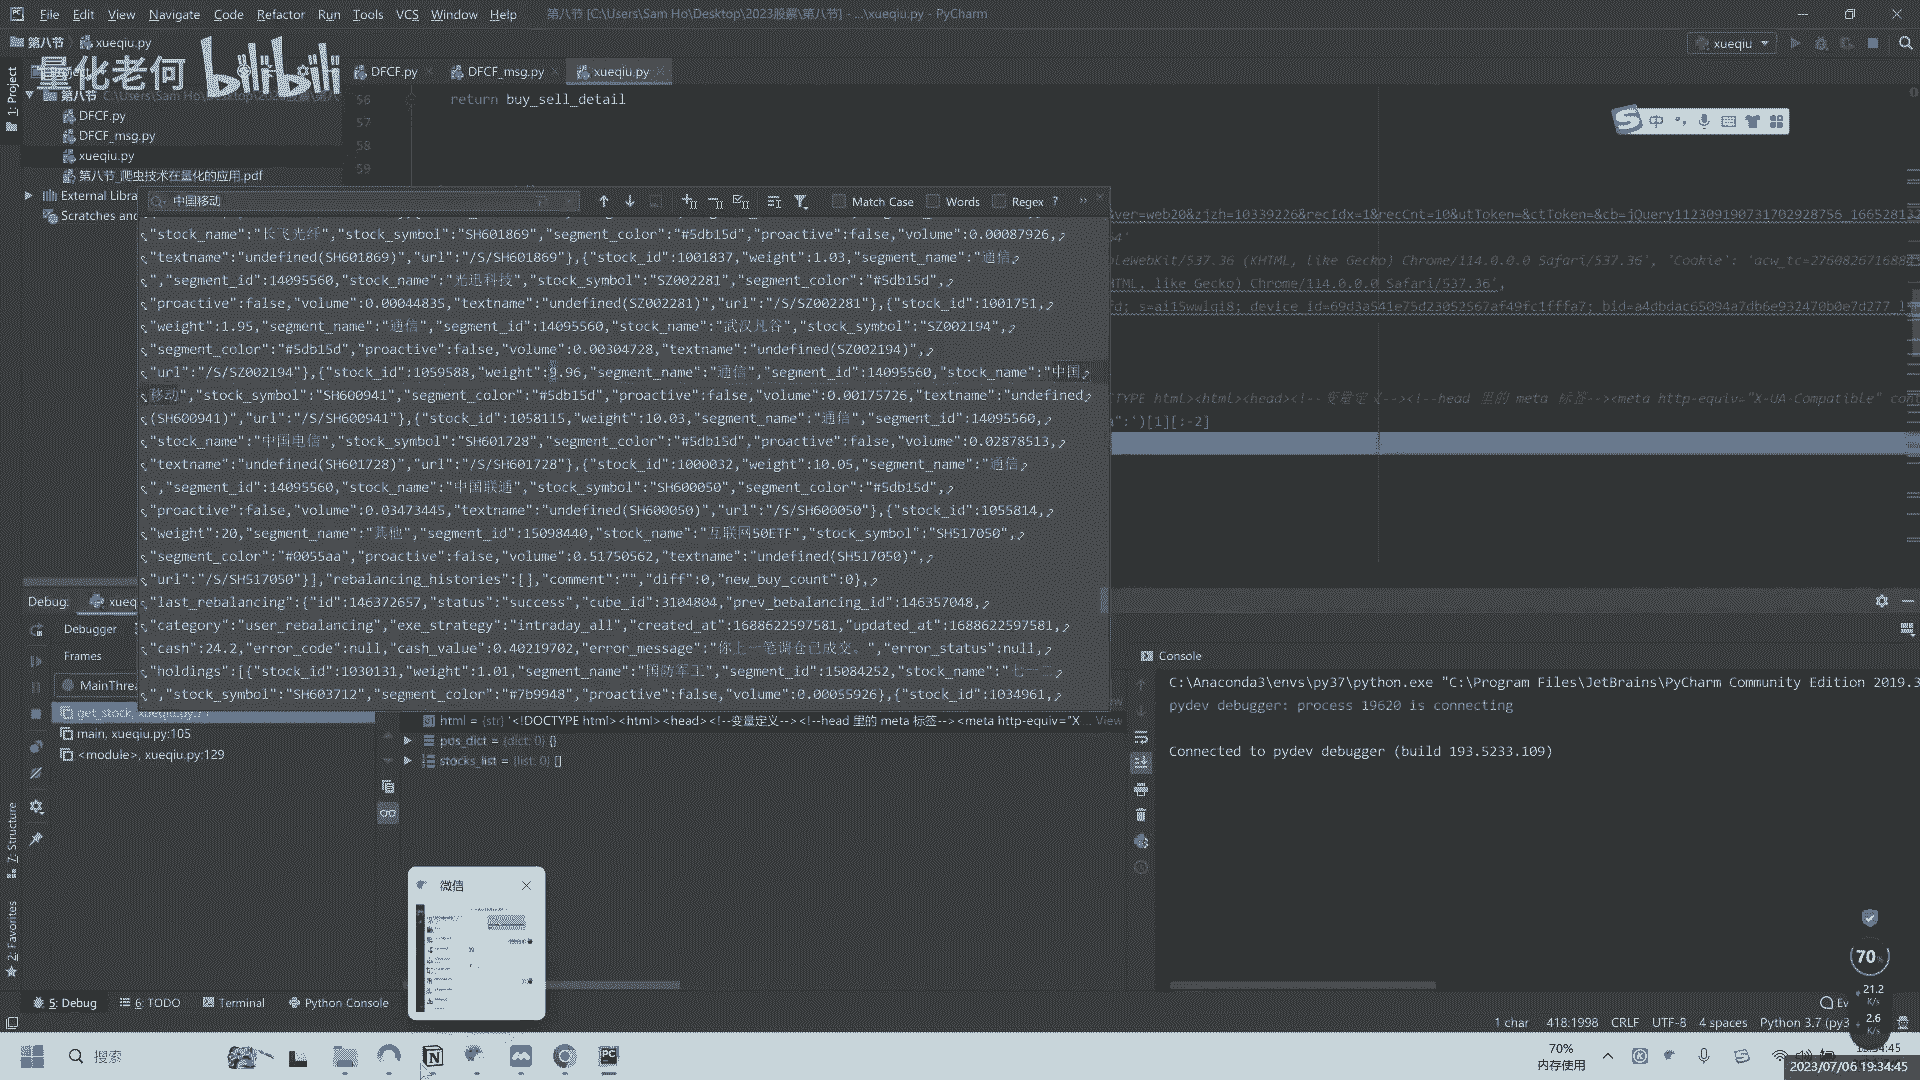 File Edit View Navigate Code Refactor Run Tools VCS Window Help 第八节 [C:\Users\Sam Ho\Desktop\2023股票\第八节] - ...\xueqiu.py - PyCharm
第八节 xueqiu.py
xueqiu
量化老何 bilibili
DFCF.py DFCF_msg.py xueqiu.py
1: Project
第八节
56 return buy_sell_detail
DFCF.py
57
DFCF_msg.py
58
xueqiu.py
59
第八节_爬虫技术在量化的应用.pdf
External Libra
Scratches and
中国移动
Match Case Words Regex ?
"stock_name":"长飞光纤","stock_symbol":"SH601869","segment_color":"#5db15d","proactive":false,"volume":0.00087926,
"textname":"undefined(SH601869)","url":"/S/SH601869"},{"stock_id":1001837,"weight":1.03,"segment_name":"通信
","segment_id":14095560,"stock_name":"光迅科技","stock_symbol":"SZ002281","segment_color":"#5db15d",
"proactive":false,"volume":0.00044835,"textname":"undefined(SZ002281)","url":"/S/SZ002281"},{"stock_id":1001751,
"weight":1.95,"segment_name":"通信","segment_id":14095560,"stock_name":"武汉凡谷","stock_symbol":"SZ002194",
"segment_color":"#5db15d","proactive":false,"volume":0.00304728,"textname":"undefined(SZ002194)",
"url":"/S/SZ002194"},{"stock_id":1059588,"weight":9.96,"segment_name":"通信","segment_id":14095560,"stock_name":"中国
移动","stock_symbol":"SH600941","segment_color":"#5db15d","proactive":false,"volume":0.00175726,"textname":"undefined
(SH600941)","url":"/S/SH600941"},{"stock_id":1058115,"weight":10.03,"segment_name":"通信","segment_id":14095560,
"stock_name":"中国电信","stock_symbol":"SH601728","segment_color":"#5db15d","proactive":false,"volume":0.02878513,
"textname":"undefined(SH601728)","url":"/S/SH601728"},{"stock_id":1000032,"weight":10.05,"segment_name":"通信
","segment_id":14095560,"stock_name":"中国联通","stock_symbol":"SH600050","segment_color":"#5db15d",
"proactive":false,"volume":0.03473445,"textname":"undefined(SH600050)","url":"/S/SH600050"},{"stock_id":1055814,
"weight":20,"segment_name":"其他","segment_id":15098440,"stock_name":"互联网50ETF","stock_symbol":"SH517050",
"segment_color":"#0055aa","proactive":false,"volume":0.51750562,"textname":"undefined(SH517050)",
"url":"/S/SH517050"}],"rebalancing_histories":[],"comment":"","diff":0,"new_buy_count":0},
"last_rebalancing":{"id":146372657,"status":"success","cube_id":3104804,"prev_bebalancing_id":146357048,
"category":"user_rebalancing","exe_strategy":"intraday_all","created_at":1688622597581,"updated_at":1688622597581,
"cash":24.2,"error_code":null,"cash_value":0.40219702,"error_message":"你上一笔调仓已成交。","error_status":null,
"holdings":[{"stock_id":1030131,"weight":1.01,"segment_name":"国防军工","segment_id":15084252,"stock_name":"七一二
","stock_symbol":"SH603712","segment_color":"#7b9948","proactive":false,"volume":0.00055926},{"stock_id":1034961,
&ver=web20&zjzh=10339226&recIdx=1&recCnt=10&utToken=&ctToken=&cb=jQuery112309190731702928756_166528132
bleWebKit/537.36 (KHTML, like Gecko) Chrome/114.0.0.0 Safari/537.36', 'Cookie': 'acw_tc=276082671688
HTML, like Gecko) Chrome/114.0.0.0 Safari/537.36',
d; s=ai15wwlqi8; device_id=69d3a541e75d23052567af49fc1fffa7; bid=a4dbdac65094a7db6e932470b0e7d277_l
TYPE html><html><head><!--变量定义--><!--head 里的 meta 标签--><meta http-equiv="X-UA-Compatible" cont
a":')[1][:-2]
Debug: xueq
Debugger
Frames
MainThrea
get_stock, xueqiu.py:77
main, xueqiu.py:105
<module>, xueqiu.py:129
html = {str} '<!DOCTYPE html><html><head><!--变量定义--><!--head 里的 meta 标签--><meta http-equiv="X ... View
pos_dict = {dict: 0} {}
stocks_list = {list: 0} []
Console
C:\Anaconda3\envs\py37\python.exe "C:\Program Files\JetBrains\PyCharm Community Edition 2019.3
pydev debugger: process 19620 is connecting
Connected to pydev debugger (build 193.5233.109)
Z: Structure
2: Favorites
微信
70%
21.2
K/s
2.6
K/s
5: Debug 6: TODO Terminal Python Console
Ev
1 char 418:1998 CRLF UTF-8 4 spaces Python 3.7 (py3
搜索
70%
内存使用
2023/07/06 19:34:45